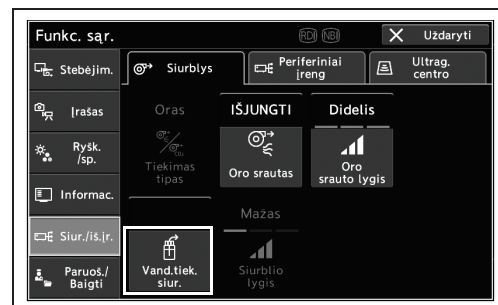 Funkc. sąr.
RDI NBI
Uždaryti
Stebėjim.
Įrašas
Ryšk.
/sp.
Informac.
Siur./iš.įr.
Paruoš./
Baigti
Siurblys
Periferiniai
įreng
Ultrag.
centro
Oras
Tiekimas
tipas
IŠJUNGTI
Oro srautas
Didelis
Oro
srauto lygis
Vand.tiek.
siur.
Mažas
Siurblio
lygis